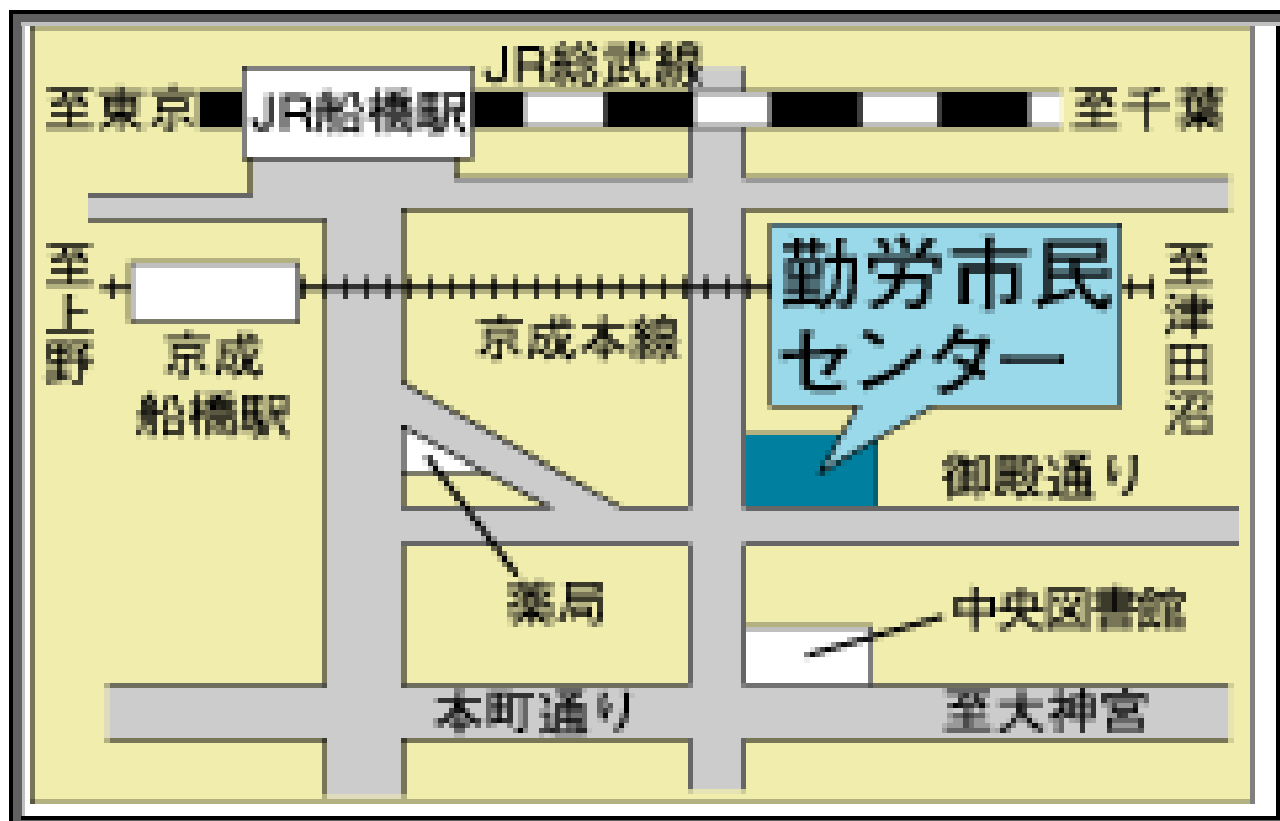 JR総武線
至東京
JR船橋駅
至千葉
至上野
京成
船橋駅
京成本線
勤労市民
センター
至津田沼
御殿通り
薬局
中央図書館
本町通り
至大神宮